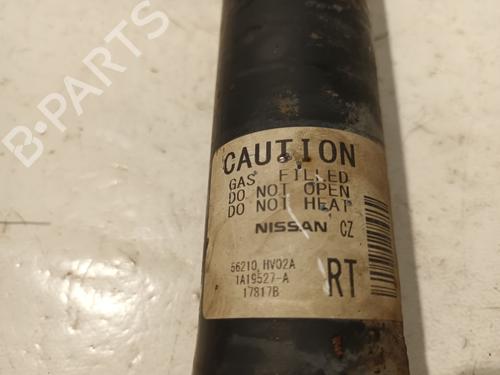 B-PARTS
CAUTION
GAS FILLED
DO NOT OPEN
DO NOT HEAT
NISSAN CZ
56210 HV02A
1A19527-A
17817B
RT